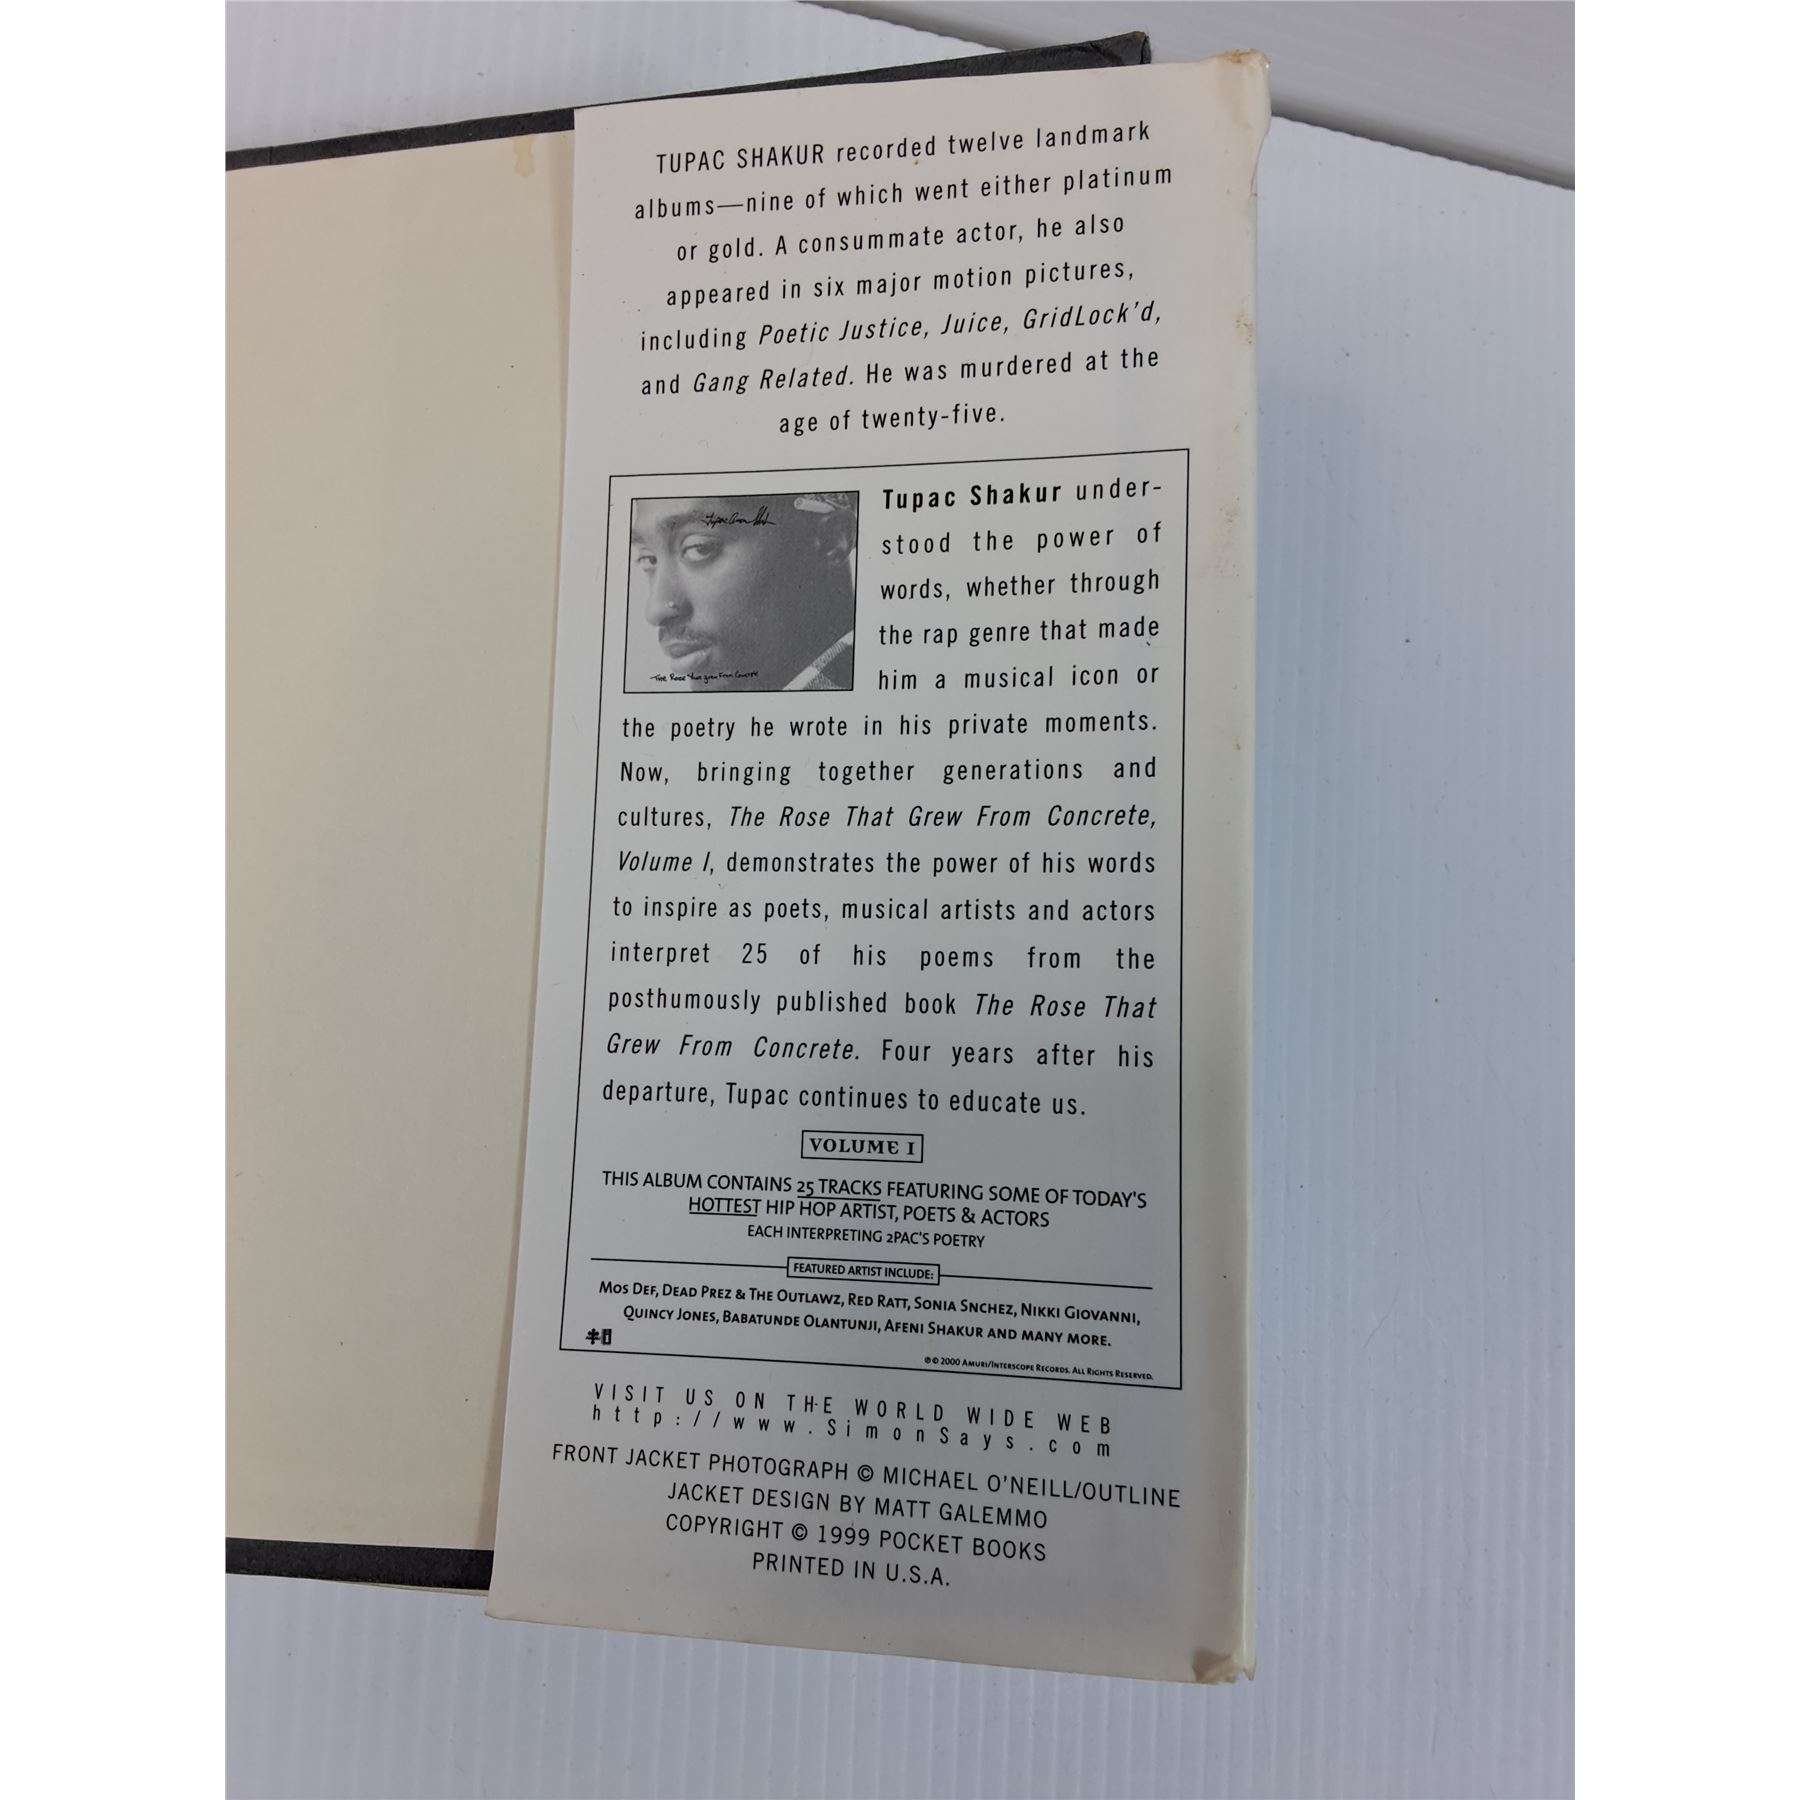 TUPAC SHAKUR recorded twelve landmark
albums—nine of which went either platinum
or gold. A consummate actor, he also
appeared in six major motion pictures,
including Poetic Justice, Juice, GridLock'd,
and Gang Related. He was murdered at the
age of twenty-five.
Tupac Shakur under-
stood the power of
words, whether through
the rap genre that made
him a musical icon or
the poetry he wrote in his private moments.
Now, bringing together generations and
cultures, The Rose That Grew From Concrete,
Volume I, demonstrates the power of his words
to inspire as poets, musical artists and actors
interpret 25 of his poems from the
posthumously published book The Rose That
Grew From Concrete. Four years after his
departure, Tupac continues to educate us.
Tupac Amaru Shakur
The Rose that grew From Concrete
VOLUME I
THIS ALBUM CONTAINS 25 TRACKS FEATURING SOME OF TODAY'S
HOTTEST HIP HOP ARTIST, POETS & ACTORS
EACH INTERPRETING 2PAC'S POETRY
FEATURED ARTIST INCLUDE:
MOS DEF, DEAD PREZ & THE OUTLAWZ, RED RATT, SONIA SNCHEZ, NIKKI GIOVANNI,
QUINCY JONES, BABATUNDE OLANTUNJI, AFENI SHAKUR AND MANY MORE.
℗© 2000 AMURI/INTERSCOPE RECORDS. ALL RIGHTS RESERVED.
VISIT US ON THE WORLD WIDE WEB
http://www.SimonSays.com
FRONT JACKET PHOTOGRAPH © MICHAEL O'NEILL/OUTLINE
JACKET DESIGN BY MATT GALEMMO
COPYRIGHT © 1999 POCKET BOOKS
PRINTED IN U.S.A.